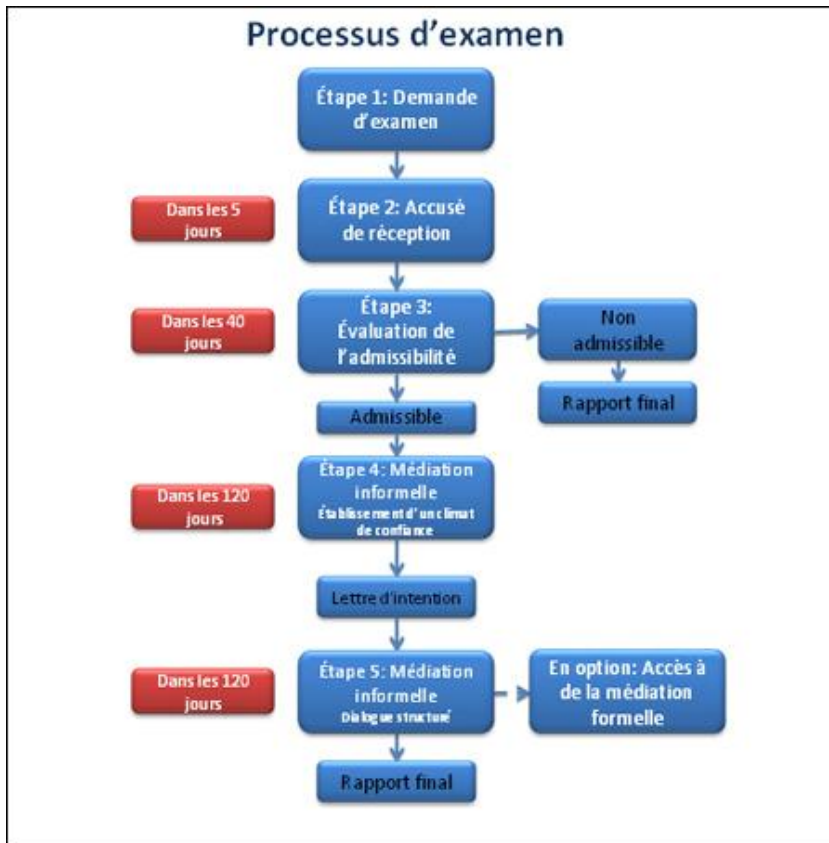 Processus d'examen
Étape 1: Demande
d'examen
Dans les 5
jours
Étape 2: Accusé
de réception
Dans les 40
jours
Étape 3:
Évaluation de
l'admissibilité
Non
admissible
Rapport final
Admissible
Dans les 120
jours
Étape 4: Médiation
informelle
Établissement d'un climat
de confiance
Lettre d'intention
Dans les 120
jours
Étape 5: Médiation
informelle
Dialogue structuré
En option: Accès à
de la médiation
formelle
Rapport final